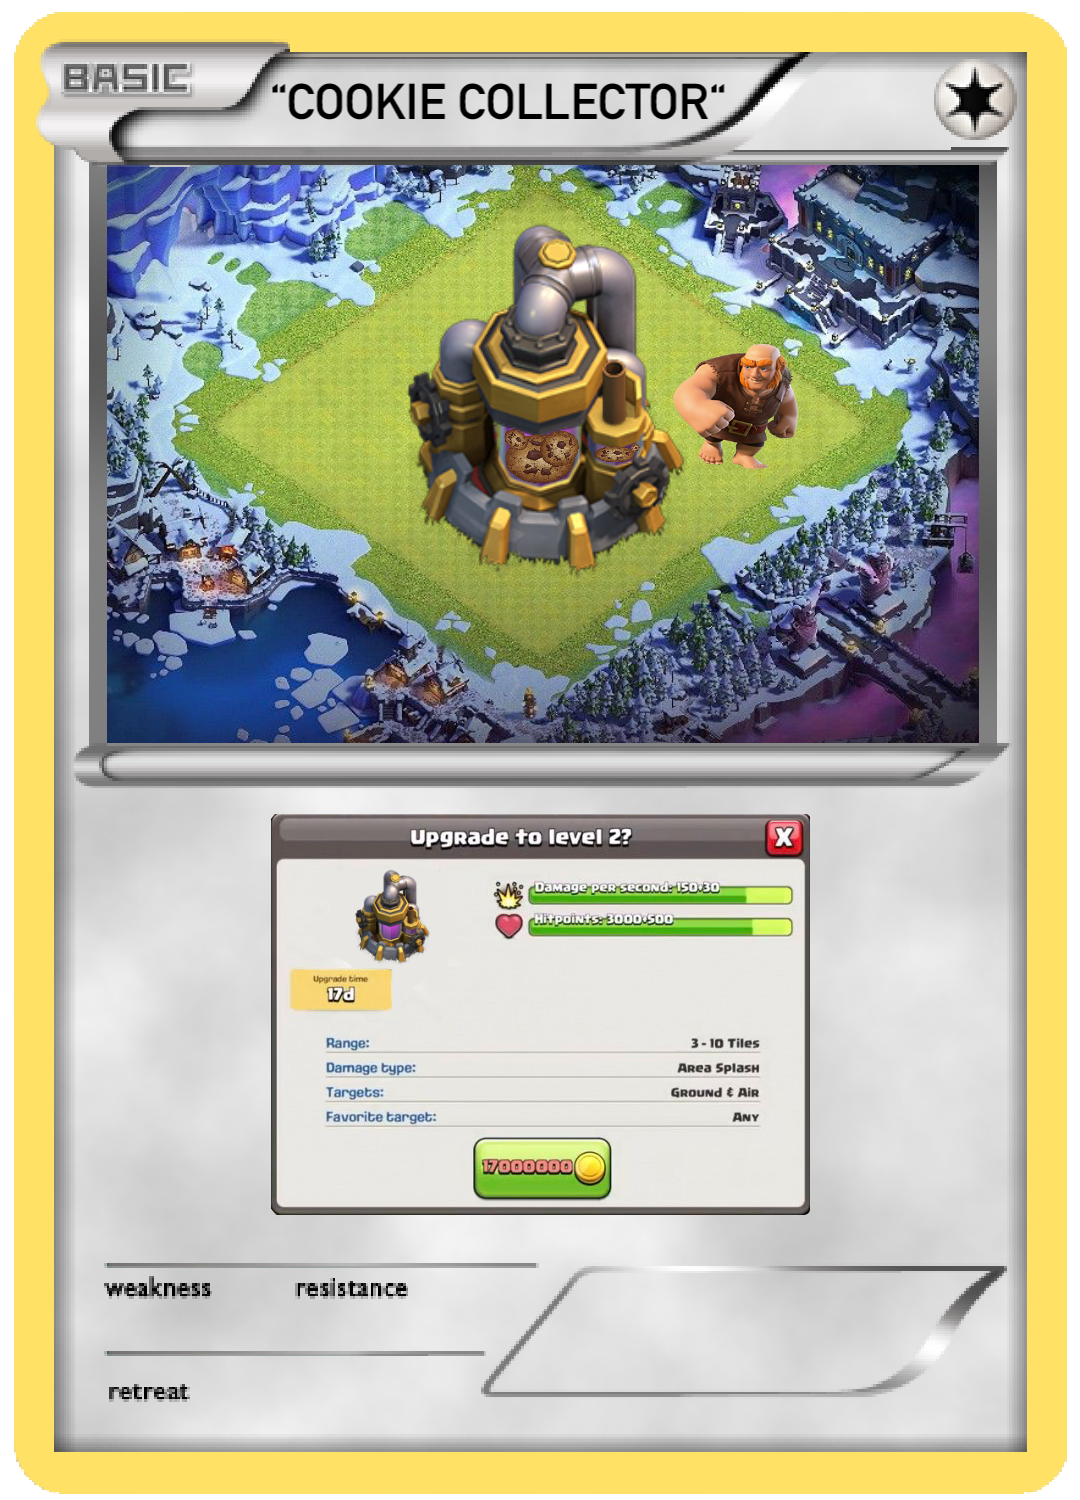 BASIC
“COOKIE COLLECTOR“
Upgrade to level 2?
X
Damage per second: 150+30
Hitpoints: 3000+500
Upgrade time
17d
Range: 3 - 10 Tiles
Damage type: Area Splash
Targets: Ground & Air
Favorite target: Any
17000000
weakness resistance
retreat